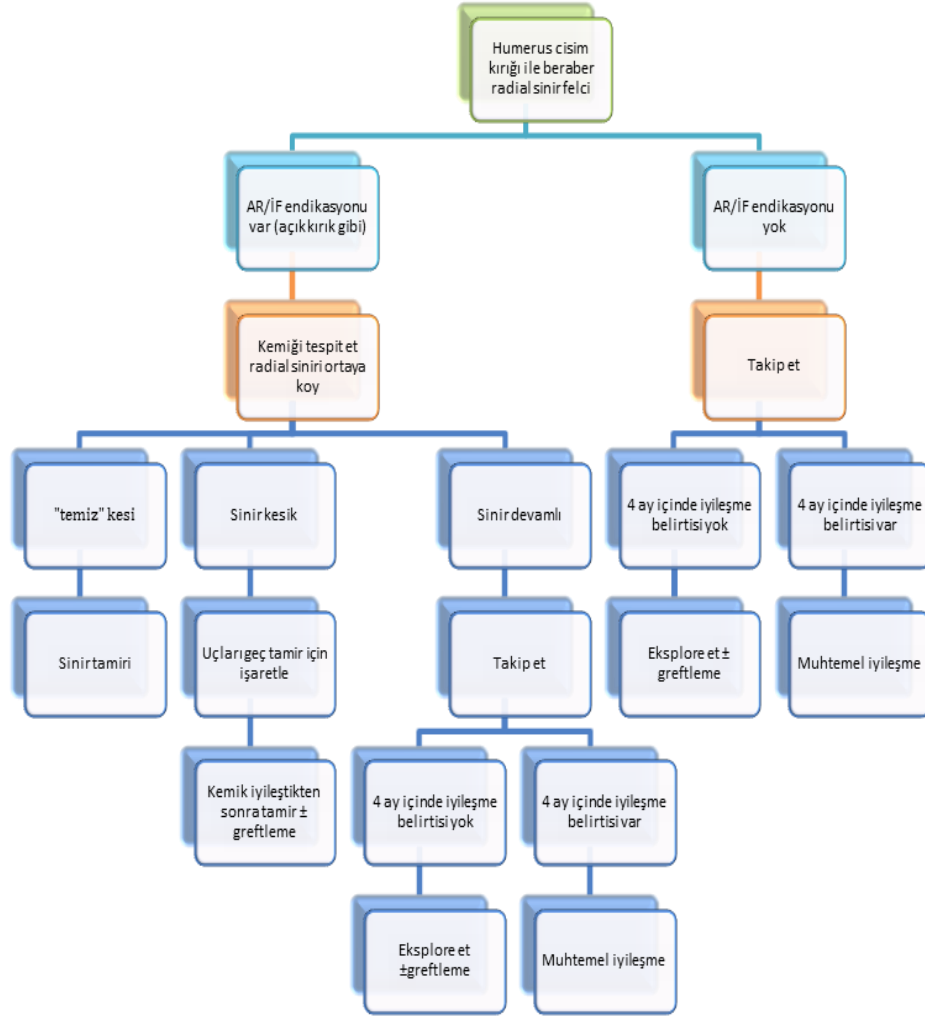 Humerus cisim
kırığı ile beraber
radial sinir felci
AR/İF endikasyonu
var (açık kırık gibi)
AR/İF endikasyonu
yok
Kemiği tespit et
radial siniri ortaya
koy
Takip et
"temiz" kesi
Sinir kesik
Sinir devamlı
4 ay içinde iyileşme
belirtisi yok
4 ay içinde iyileşme
belirtisi var
Sinir tamiri
Uçları geç tamir için
işaretle
Takip et
Eksplore et ±
greftleme
Muhtemel iyileşme
Kemik iyileştikten
sonra tamir ±
greftleme
4 ay içinde iyileşme
belirtisi yok
4 ay içinde iyileşme
belirtisi var
Eksplore et
±greftleme
Muhtemel iyileşme